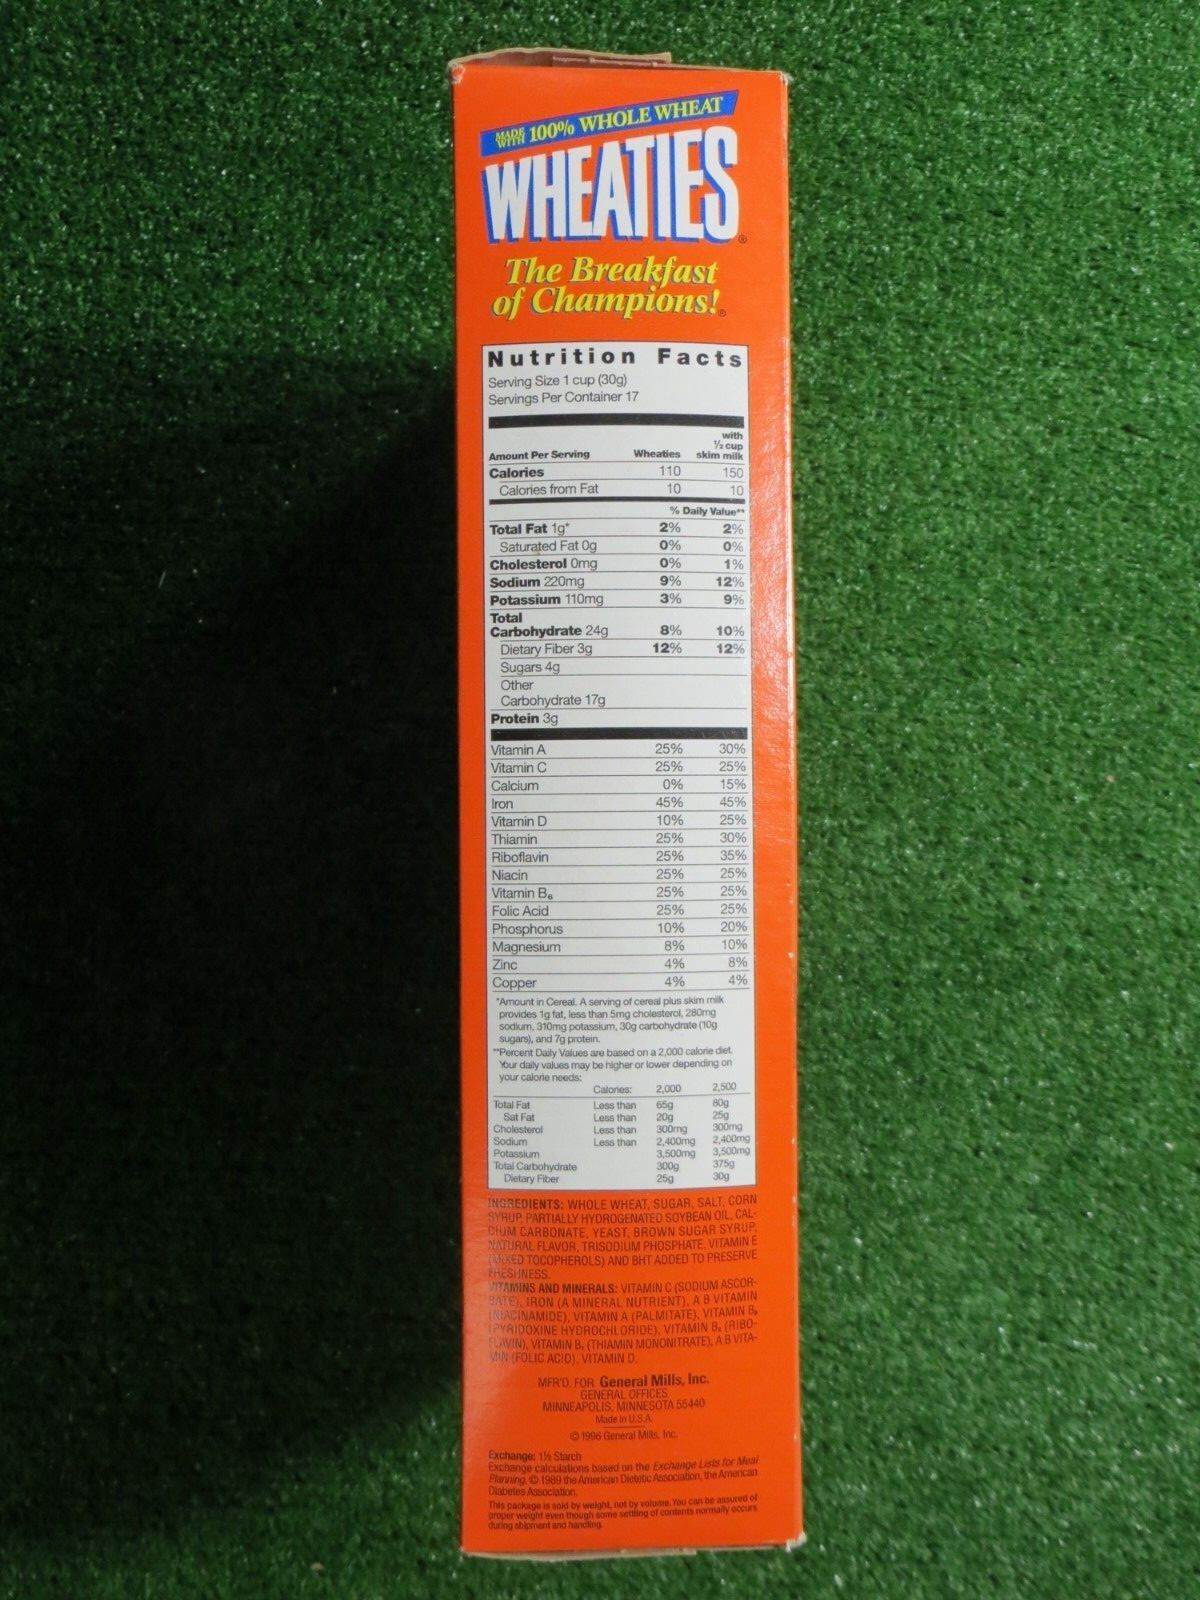 MADE WITH 100% WHOLE WHEAT
WHEATIES®
The Breakfast
of Champions!®
Nutrition Facts
Serving Size 1 cup (30g)
Servings Per Container 17
with
½ cup
Amount Per Serving Wheaties skim milk
Calories 110 150
Calories from Fat 10 10
% Daily Value**
Total Fat 1g* 2% 2%
Saturated Fat 0g 0% 0%
Cholesterol 0mg 0% 1%
Sodium 220mg 9% 12%
Potassium 110mg 3% 9%
Total
Carbohydrate 24g 8% 10%
Dietary Fiber 3g 12% 12%
Sugars 4g
Other
Carbohydrate 17g
Protein 3g
Vitamin A 25% 30%
Vitamin C 25% 25%
Calcium 0% 15%
Iron 45% 45%
Vitamin D 10% 25%
Thiamin 25% 30%
Riboflavin 25% 35%
Niacin 25% 25%
Vitamin B₆ 25% 25%
Folic Acid 25% 25%
Phosphorus 10% 20%
Magnesium 8% 10%
Zinc 4% 8%
Copper 4% 4%
*Amount in Cereal. A serving of cereal plus skim milk
provides 1g fat, less than 5mg cholesterol, 280mg
sodium, 310mg potassium, 30g carbohydrate (10g
sugars), and 7g protein.
**Percent Daily Values are based on a 2,000 calorie diet.
Your daily values may be higher or lower depending on
your calorie needs:
Calories: 2,000 2,500
Total Fat Less than 65g 80g
Sat Fat Less than 20g 25g
Cholesterol Less than 300mg 300mg
Sodium Less than 2,400mg 2,400mg
Potassium 3,500mg 3,500mg
Total Carbohydrate 300g 375g
Dietary Fiber 25g 30g
INGREDIENTS: WHOLE WHEAT, SUGAR, SALT, CORN
SYRUP, PARTIALLY HYDROGENATED SOYBEAN OIL, CAL-
CIUM CARBONATE, YEAST, BROWN SUGAR SYRUP,
NATURAL FLAVOR, TRISODIUM PHOSPHATE. VITAMIN E
(MIXED TOCOPHEROLS) AND BHT ADDED TO PRESERVE
FRESHNESS.
VITAMINS AND MINERALS: VITAMIN C (SODIUM ASCOR-
BATE), IRON (A MINERAL NUTRIENT), A B VITAMIN
(NIACINAMIDE), VITAMIN A (PALMITATE), VITAMIN B₆
(PYRIDOXINE HYDROCHLORIDE), VITAMIN B₂ (RIBO-
FLAVIN), VITAMIN B₁ (THIAMIN MONONITRATE), A B VITA-
MIN (FOLIC ACID), VITAMIN D.
MFR'D. FOR General Mills, Inc.
GENERAL OFFICES
MINNEAPOLIS, MINNESOTA 55440
Made in U.S.A.
© 1996 General Mills, Inc.
Exchange: 1½ Starch
Exchange calculations based on the Exchange Lists for Meal
Planning, © 1989 the American Dietetic Association, the American
Diabetes Association.
This package is sold by weight, not by volume. You can be assured of
proper weight even though some settling of contents normally occurs
during shipment and handling.